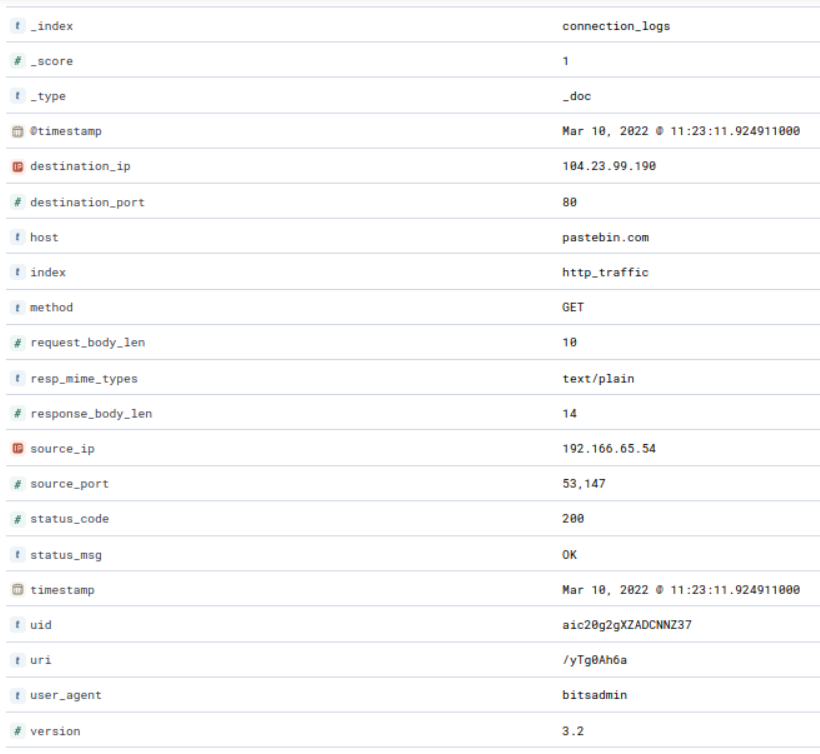 t _index connection_logs
# _score 1
t _type _doc
@timestamp Mar 10, 2022 @ 11:23:11.924911000
IP destination_ip 104.23.99.190
# destination_port 80
t host pastebin.com
t index http_traffic
t method GET
# request_body_len 10
t resp_mime_types text/plain
# response_body_len 14
IP source_ip 192.166.65.54
# source_port 53,147
# status_code 200
t status_msg OK
timestamp Mar 10, 2022 @ 11:23:11.924911000
t uid aic20g2gXZADCNNZ37
t uri /yTg0Ah6a
t user_agent bitsadmin
# version 3.2